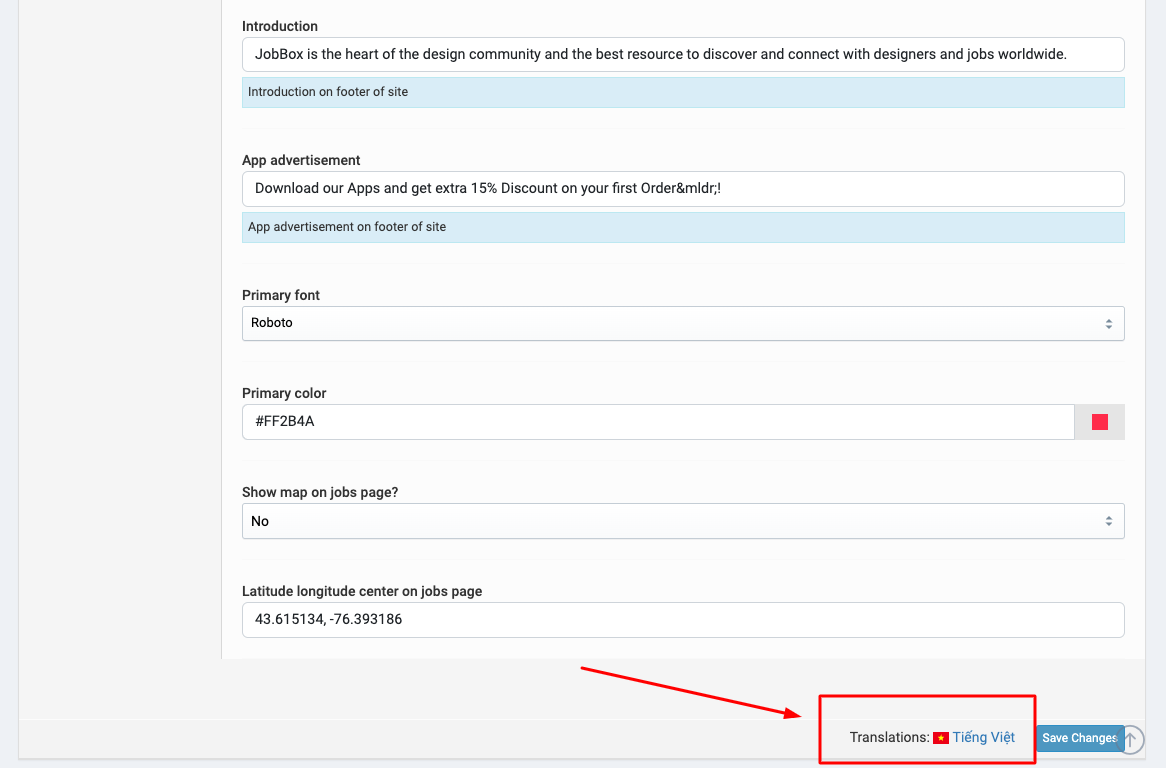 Introduction
JobBox is the heart of the design community and the best resource to discover and connect with designers and jobs worldwide.
Introduction on footer of site
App advertisement
Download our Apps and get extra 15% Discount on your first Order&mldr;!
App advertisement on footer of site
Primary font
Roboto
Primary color
#FF2B4A
Show map on jobs page?
No
Latitude longitude center on jobs page
43.615134, -76.393186
Translations: Tiếng Việt Save Changes